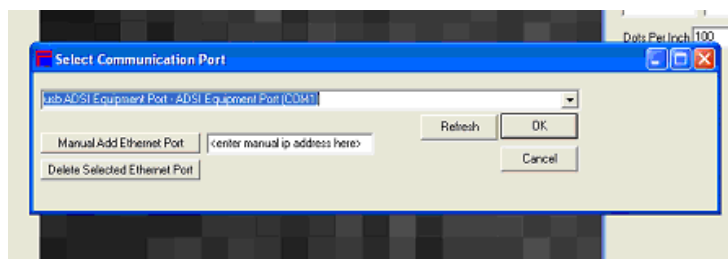 Dots Per Inch 100
Select Communication Port
usb ADSI Equipment Port - ADSI Equipment Port (COM1)
Refresh
OK
Manual Add Ethernet Port
<enter manual ip address here>
Cancel
Delete Selected Ethernet Port